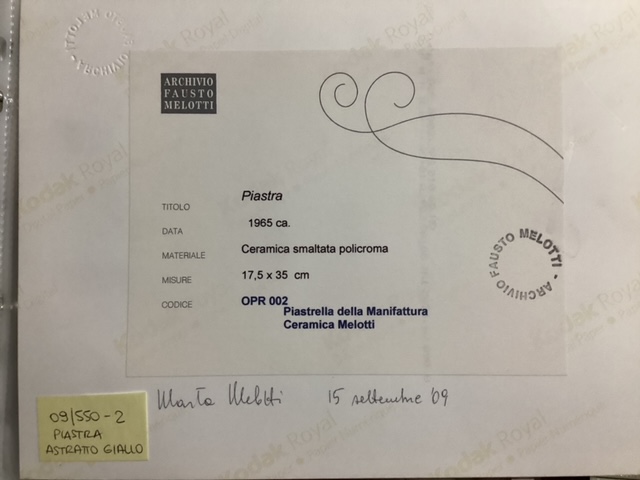 ARCHIVIO
FAUSTO
MELOTTI
TITOLO Piastra
DATA 1965 ca.
MATERIALE Ceramica smaltata policroma
MISURE 17,5 x 35 cm
CODICE OPR 002
Piastrella della Manifattura
Ceramica Melotti
FAUSTO MELOTTI · ARCHIVIO ·
Marta Melotti 15 settembre '09
09/550-2
PIASTRA
ASTRATTO GIALLO
Kodak Royal